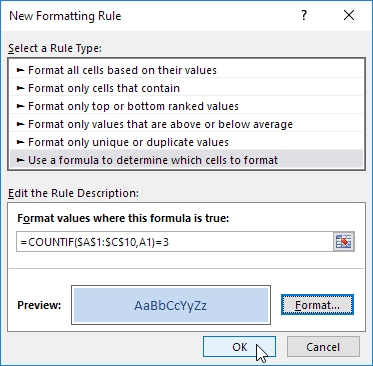 New Formatting Rule
Select a Rule Type:
► Format all cells based on their values
► Format only cells that contain
► Format only top or bottom ranked values
► Format only values that are above or below average
► Format only unique or duplicate values
► Use a formula to determine which cells to format
Edit the Rule Description:
Format values where this formula is true:
=COUNTIF($A$1:$C$10,A1)=3
Preview: AaBbCcYyZz Format...
OK Cancel